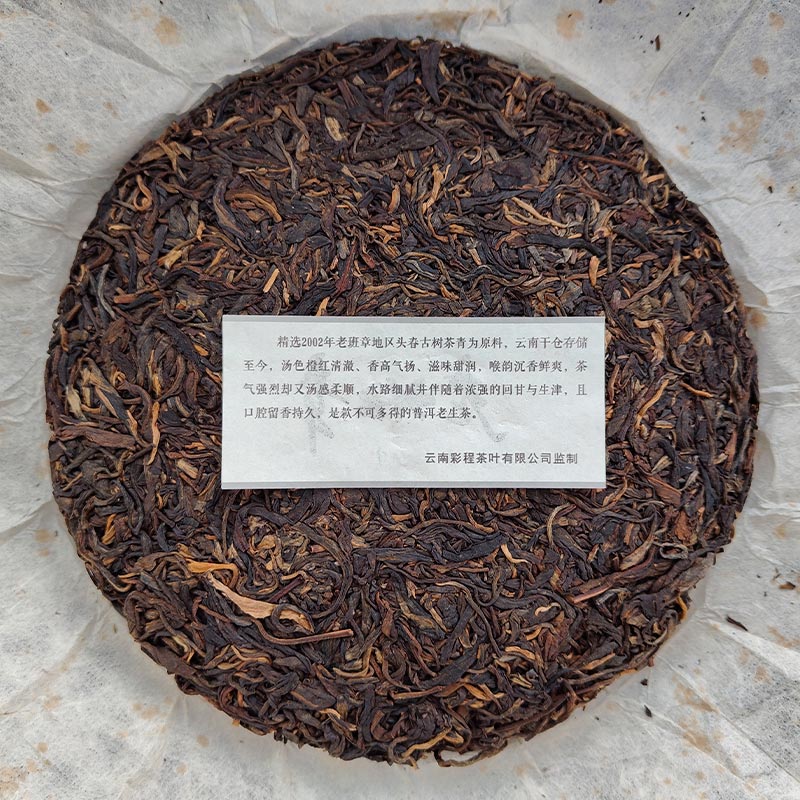 精选2002年老班章地区头春古树茶青为原料，云南干仓存储
至今，汤色橙红清澈、香高气扬、滋味甜润，喉韵沉香鲜爽，茶
气强烈却又汤感柔顺，水路细腻并伴随着浓强的回甘与生津，且
口腔留香持久，是款不可多得的普洱老生茶。
云南彩程茶叶有限公司监制